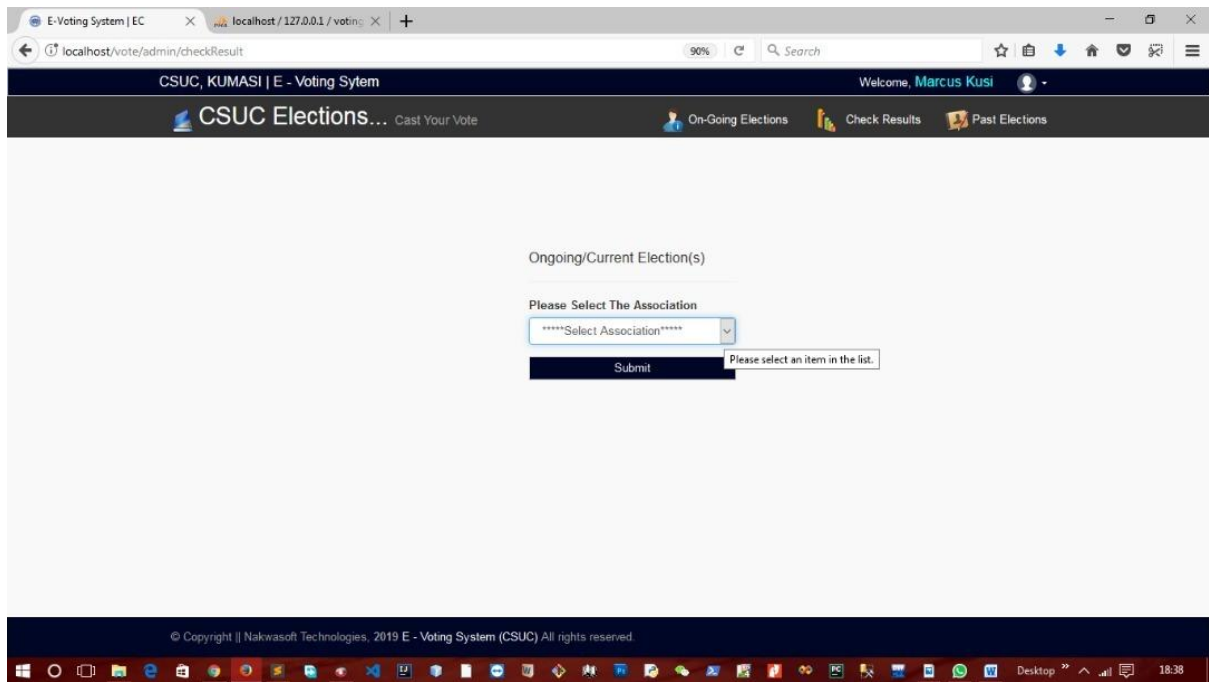 E-Voting System | EC
localhost / 127.0.0.1 / voting
localhost/vote/admin/checkResult
90%
Search
CSUC, KUMASI | E - Voting Sytem
Welcome, Marcus Kusi
CSUC Elections... Cast Your Vote
On-Going Elections
Check Results
Past Elections
Ongoing/Current Election(s)
Please Select The Association
*****Select Association*****
Please select an item in the list.
Submit
© Copyright || Nakwasoft Technologies, 2019 E - Voting System (CSUC) All rights reserved.
Desktop
18:38